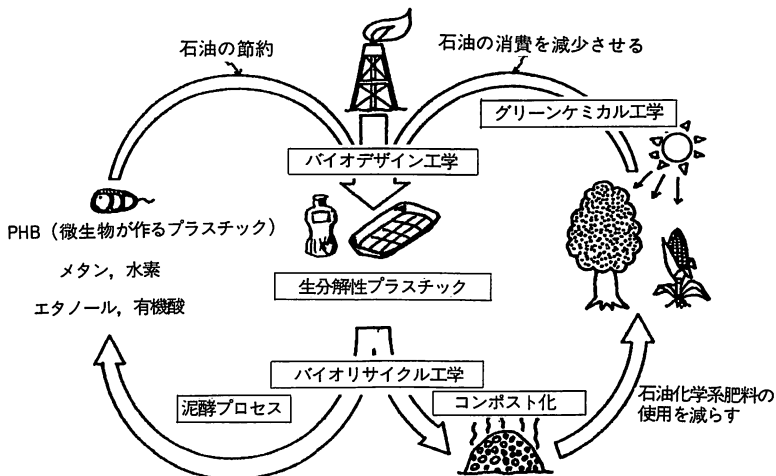 石油の節約
石油の消費を減少させる
グリーンケミカル工学
バイオデザイン工学
PHB（微生物が作るプラスチック）
メタン，水素
エタノール，有機酸
生分解性プラスチック
バイオリサイクル工学
泥酵プロセス
コンポスト化
石油化学系肥料の
使用を減らす